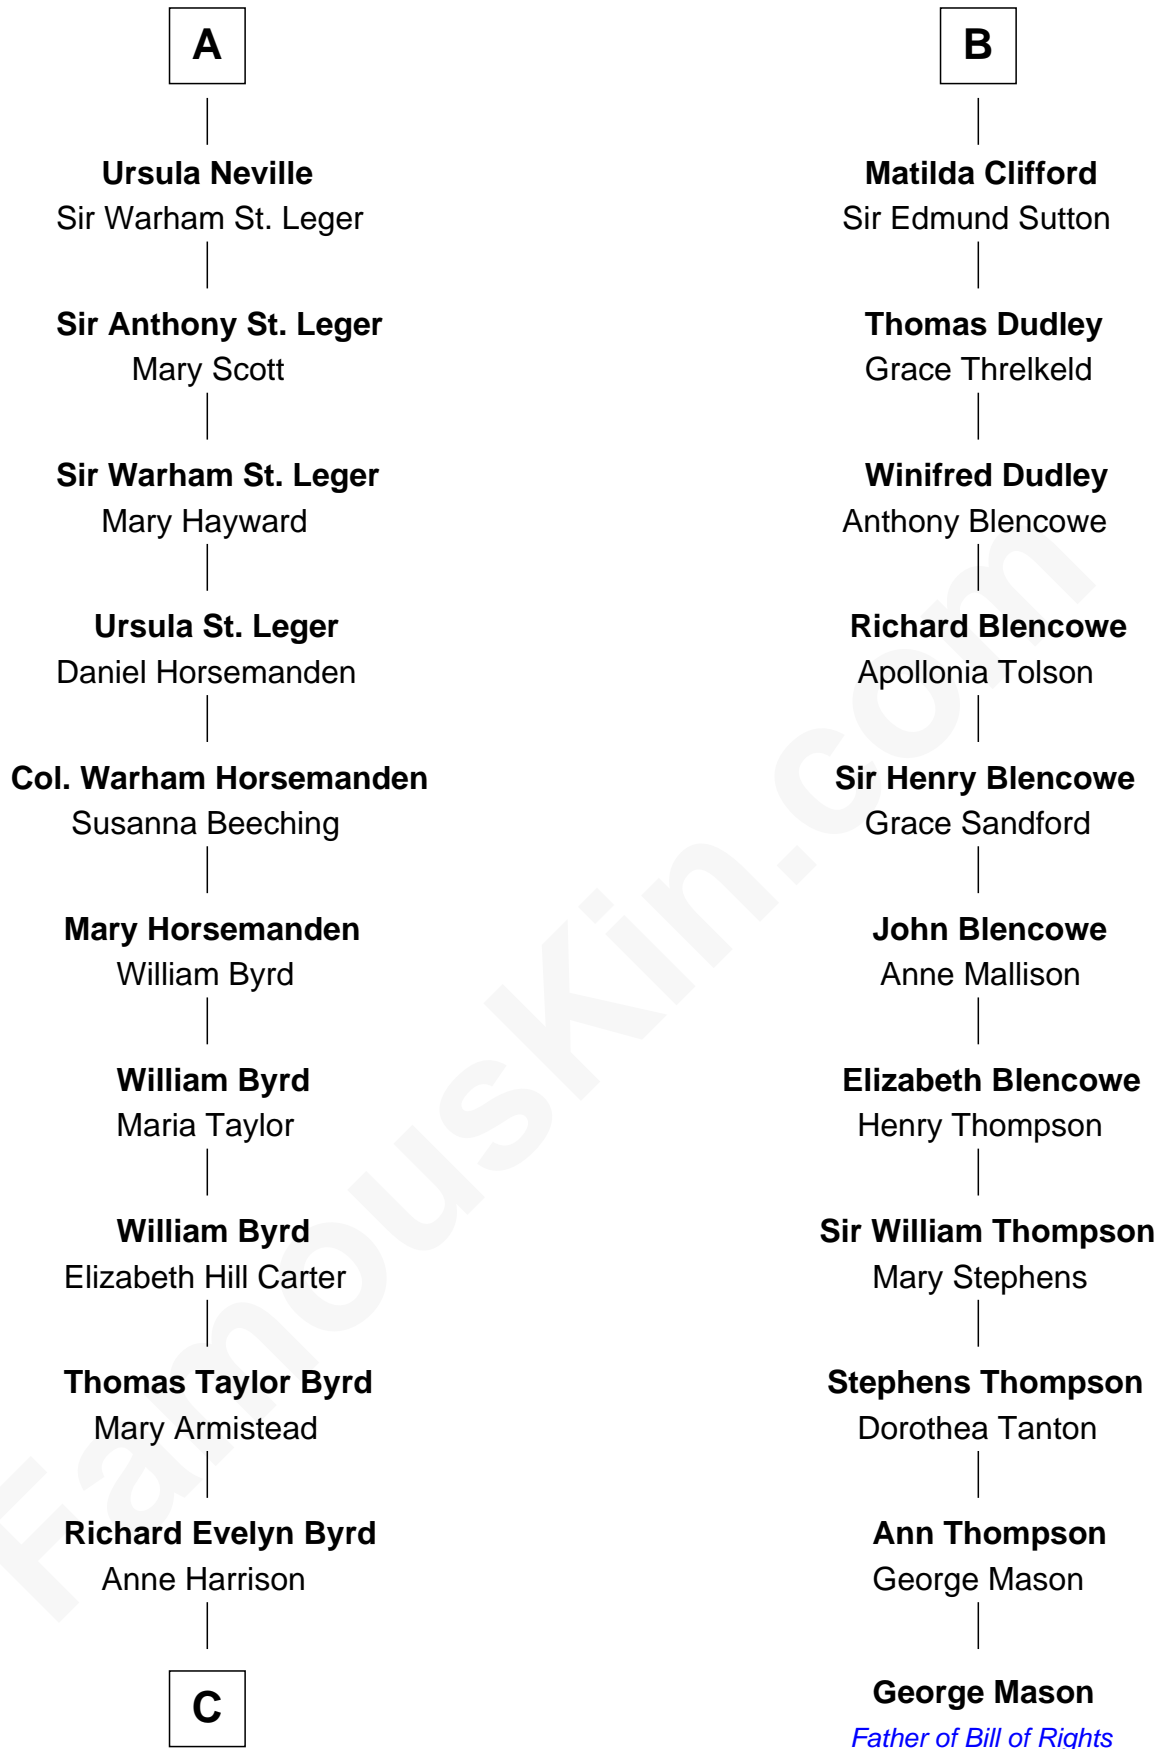 A
Ursula Neville
Sir Warham St. Leger
Sir Anthony St. Leger
Mary Scott
Sir Warham St. Leger
Mary Hayward
Ursula St. Leger
Daniel Horsemanden
Col. Warham Horsemanden
Susanna Beeching
Mary Horsemanden
William Byrd
William Byrd
Maria Taylor
William Byrd
Elizabeth Hill Carter
Thomas Taylor Byrd
Mary Armistead
Richard Evelyn Byrd
Anne Harrison
C
B
Matilda Clifford
Sir Edmund Sutton
Thomas Dudley
Grace Threlkeld
Winifred Dudley
Anthony Blencowe
Richard Blencowe
Apollonia Tolson
Sir Henry Blencowe
Grace Sandford
John Blencowe
Anne Mallison
Elizabeth Blencowe
Henry Thompson
Sir William Thompson
Mary Stephens
Stephens Thompson
Dorothea Tanton
Ann Thompson
George Mason
George Mason
Father of Bill of Rights
FamousKin.com